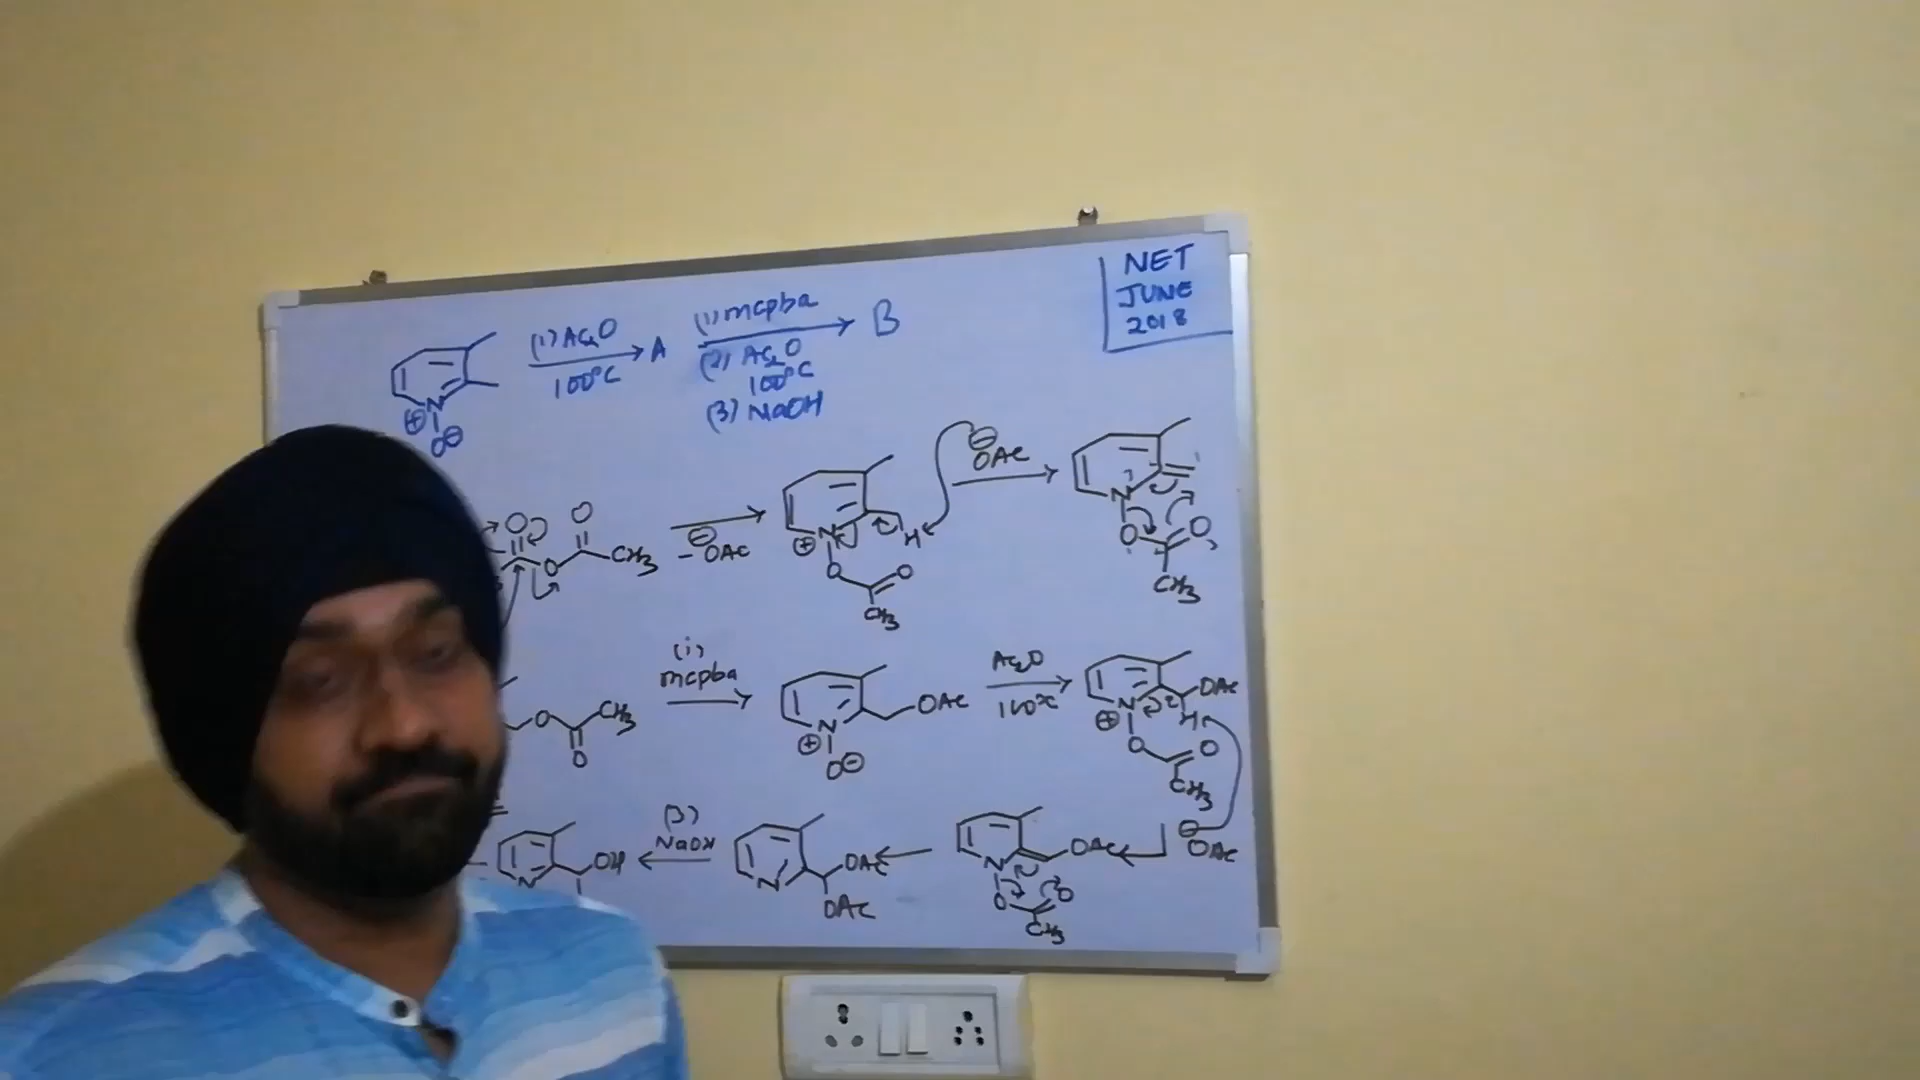 NET
JUNE
2018
(1) Ac2O
100°C
A
(1) mcpba
(2) Ac2O
100°C
(3) NaOH
B
N
⊕
O⊖
O
O
O
CH3
-⊖OAc
N
⊕
H
O
O
CH3
⊖
OAc
N
O
O
CH3
O
CH3
O
(i)
mcpba
N
⊕
O⊖
OAc
Ac2O
100°C
N
⊕
OAc
H
O
O
CH3
⊖
OAc
N
OAc
O
O
CH3
N
OAc
OAc
(3)
NaOH
N
OH